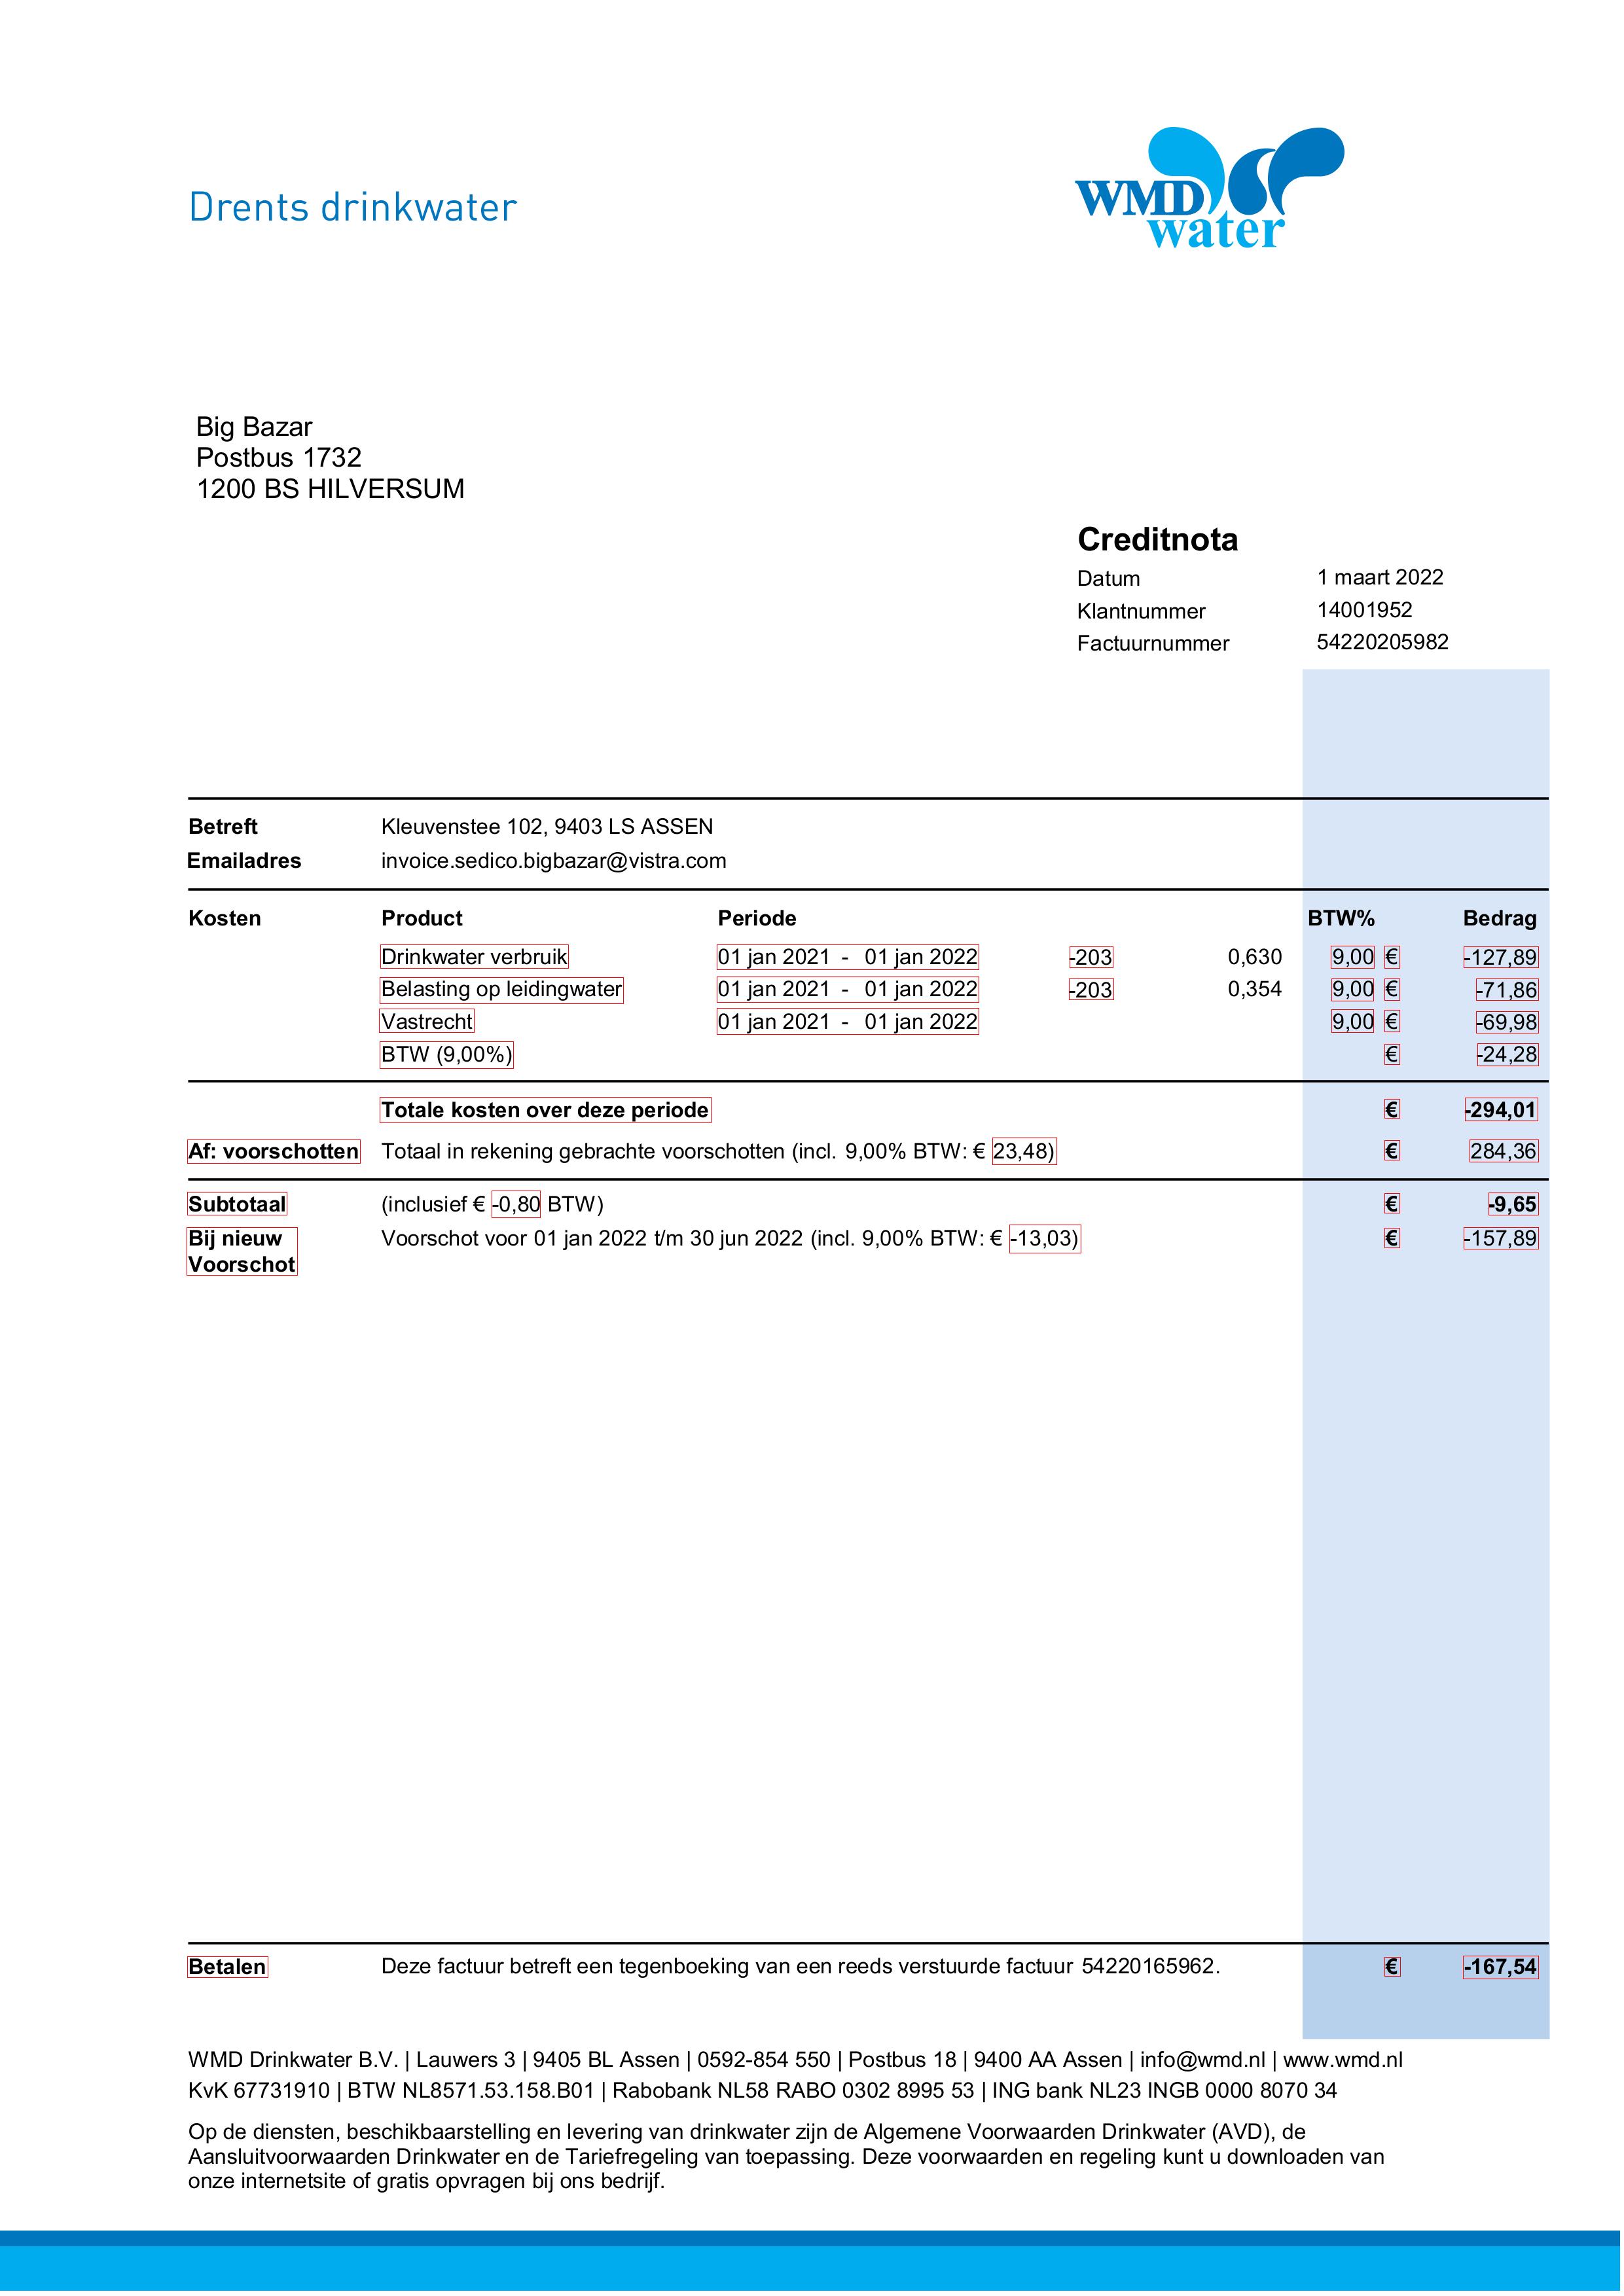 Drents drinkwater
WMD
water
Big Bazar
Postbus 1732
1200 BS HILVERSUM
Creditnota
Datum 1 maart 2022
Klantnummer 14001952
Factuurnummer 54220205982
Betreft Kleuvenstee 102, 9403 LS ASSEN
Emailadres invoice.sedico.bigbazar@vistra.com
Kosten Product Periode BTW% Bedrag
Drinkwater verbruik 01 jan 2021 - 01 jan 2022 -203 0,630 9,00 € -127,89
Belasting op leidingwater 01 jan 2021 - 01 jan 2022 -203 0,354 9,00 € -71,86
Vastrecht 01 jan 2021 - 01 jan 2022 9,00 € -69,98
BTW (9,00%) € -24,28
Totale kosten over deze periode € -294,01
Af: voorschotten Totaal in rekening gebrachte voorschotten (incl. 9,00% BTW: € 23,48) € 284,36
Subtotaal (inclusief € -0,80 BTW) € -9,65
Bij nieuw Voorschot voor 01 jan 2022 t/m 30 jun 2022 (incl. 9,00% BTW: € -13,03) € -157,89
Voorschot
Betalen Deze factuur betreft een tegenboeking van een reeds verstuurde factuur 54220165962. € -167,54
WMD Drinkwater B.V. | Lauwers 3 | 9405 BL Assen | 0592-854 550 | Postbus 18 | 9400 AA Assen | info@wmd.nl | www.wmd.nl
KvK 67731910 | BTW NL8571.53.158.B01 | Rabobank NL58 RABO 0302 8995 53 | ING bank NL23 INGB 0000 8070 34
Op de diensten, beschikbaarstelling en levering van drinkwater zijn de Algemene Voorwaarden Drinkwater (AVD), de
Aansluitvoorwaarden Drinkwater en de Tariefregeling van toepassing. Deze voorwaarden en regeling kunt u downloaden van
onze internetsite of gratis opvragen bij ons bedrijf.